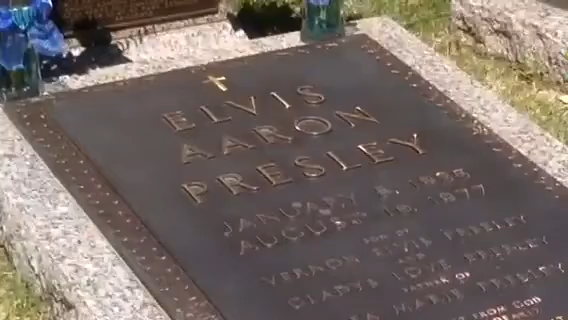 ELVIS
AARON
PRESLEY
JANUARY 8, 1935
AUGUST 16, 1977
SON OF
VERNON ELVIS PRESLEY
AND
GLADYS LOVE PRESLEY
FATHER OF
MARIE PRESLEY
FROM GOD